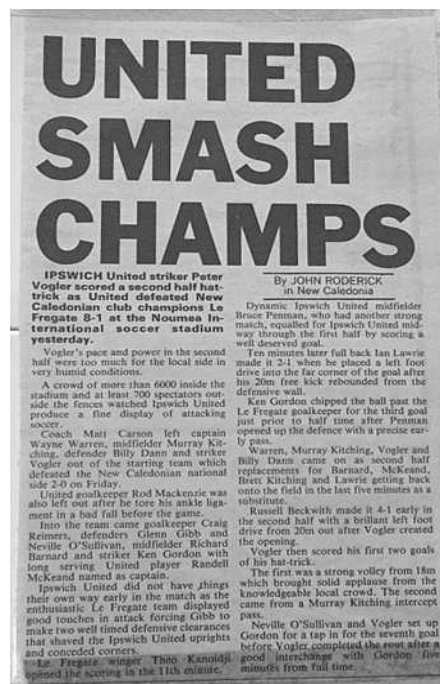 UNITED
SMASH
CHAMPS
IPSWICH United striker Peter
Vogler scored a second half hat-
trick as United defeated New
Caledonian club champions Le
Fregate 8-1 at the Noumea In-
ternational soccer stadium
yesterday.
Vogler's pace and power in the second
half were too much for the local side in
very humid conditions.
A crowd of more than 6000 inside the
stadium and at least 700 spectators out-
side the fences watched Ipswich United
produce a fine display of attacking
soccer.
Coach Matt Carson left captain
Wayne Warren, midfielder Murray Kit-
ching, defender Billy Dann and striker
Vogler out of the starting team which
defeated the New Caledonian national
side 2-0 on Friday.
United goalkeeper Rod Mackenzie was
also left out after he tore his ankle liga-
ment in a bad fall before the game.
Into the team came goalkeeper Craig
Reimers, defenders Glenn Gibb and
Neville O'Sullivan, midfielder Richard
Barnard and striker Ken Gordon with
long serving United player Randell
McKeand named as captain.
Ipswich United did not have things
their own way early in the match as the
enthusiastic Le Fregate team displayed
good touches in attack forcing Gibb to
make two well timed defensive clearances
that shaved the Ipswich United uprights
and conceded corners.
Le Fregate winger Theo Kanoidji
opened the scoring in the 11th minute.
By JOHN RODERICK
in New Caledonia
Dynamic Ipswich United midfielder
Bruce Penman, who had another strong
match, equalled for Ipswich United mid-
way through the first half by scoring a
well deserved goal.
Ten minutes later full back Ian Lawrie
made it 2-1 when he placed a left foot
drive into the far corner of the goal after
his 20m free kick rebounded from the
defensive wall.
Ken Gordon chipped the ball past the
Le Fregate goalkeeper for the third goal
just prior to half time after Penman
opened up the defence with a precise ear-
ly pass.
Warren, Murray Kitching, Vogler and
Billy Dann came on as second half
replacements for Barnard, McKeand,
Brett Kitching and Lawrie getting back
onto the field in the last five minutes as a
substitute.
Russell Beckwith made it 4-1 early in
the second half with a brillant left foot
drive from 20m out after Vogler created
the opening.
Vogler then scored his first two goals
of his hat-trick.
The first was a strong volley from 18m
which brought solid applause from the
knowledgeable local crowd. The second
came from a Murray Kitching intercept
pass.
Neville O'Sullivan and Vogler set up
Gordon for a tap in for the seventh goal
before Vogler completed the rout after a
good interchange with Gordon five
minutes from full time.